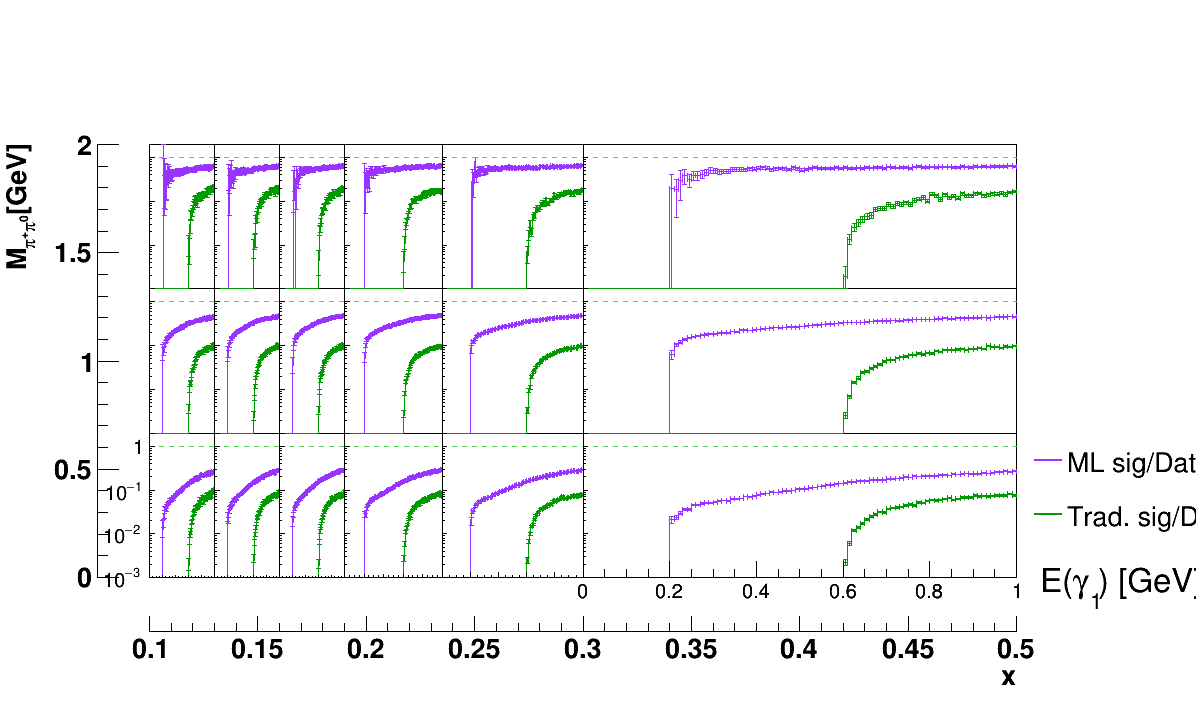 M π⁺π⁰ [GeV]
2
1.5
1
0.5
0
1
10⁻¹
10⁻²
10⁻³
ML sig/Dat
Trad. sig/D
0 0.2 0.4 0.6 0.8 1
E(γ₁) [GeV]
0.1 0.15 0.2 0.25 0.3 0.35 0.4 0.45 0.5
x